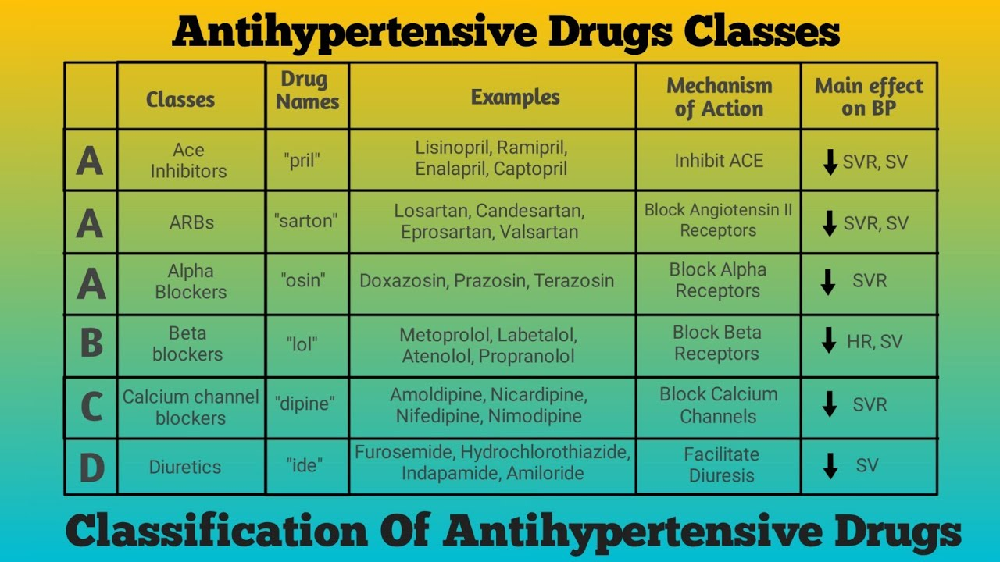 Antihypertensive Drugs Classes
Classes
Drug
Names
Examples
Mechanism
of Action
Main effect
on BP
A
Ace
Inhibitors
"pril"
Lisinopril, Ramipril,
Enalapril, Captopril
Inhibit ACE
SVR, SV
A
ARBs
"sarton"
Losartan, Candesartan,
Eprosartan, Valsartan
Block Angiotensin II
Receptors
SVR, SV
A
Alpha
Blockers
"osin"
Doxazosin, Prazosin, Terazosin
Block Alpha
Receptors
SVR
B
Beta
blockers
"lol"
Metoprolol, Labetalol,
Atenolol, Propranolol
Block Beta
Receptors
HR, SV
C
Calcium channel
blockers
"dipine"
Amoldipine, Nicardipine,
Nifedipine, Nimodipine
Block Calcium
Channels
SVR
D
Diuretics
"ide"
Furosemide, Hydrochlorothiazide,
Indapamide, Amiloride
Facilitate
Diuresis
SV
Classification Of Antihypertensive Drugs